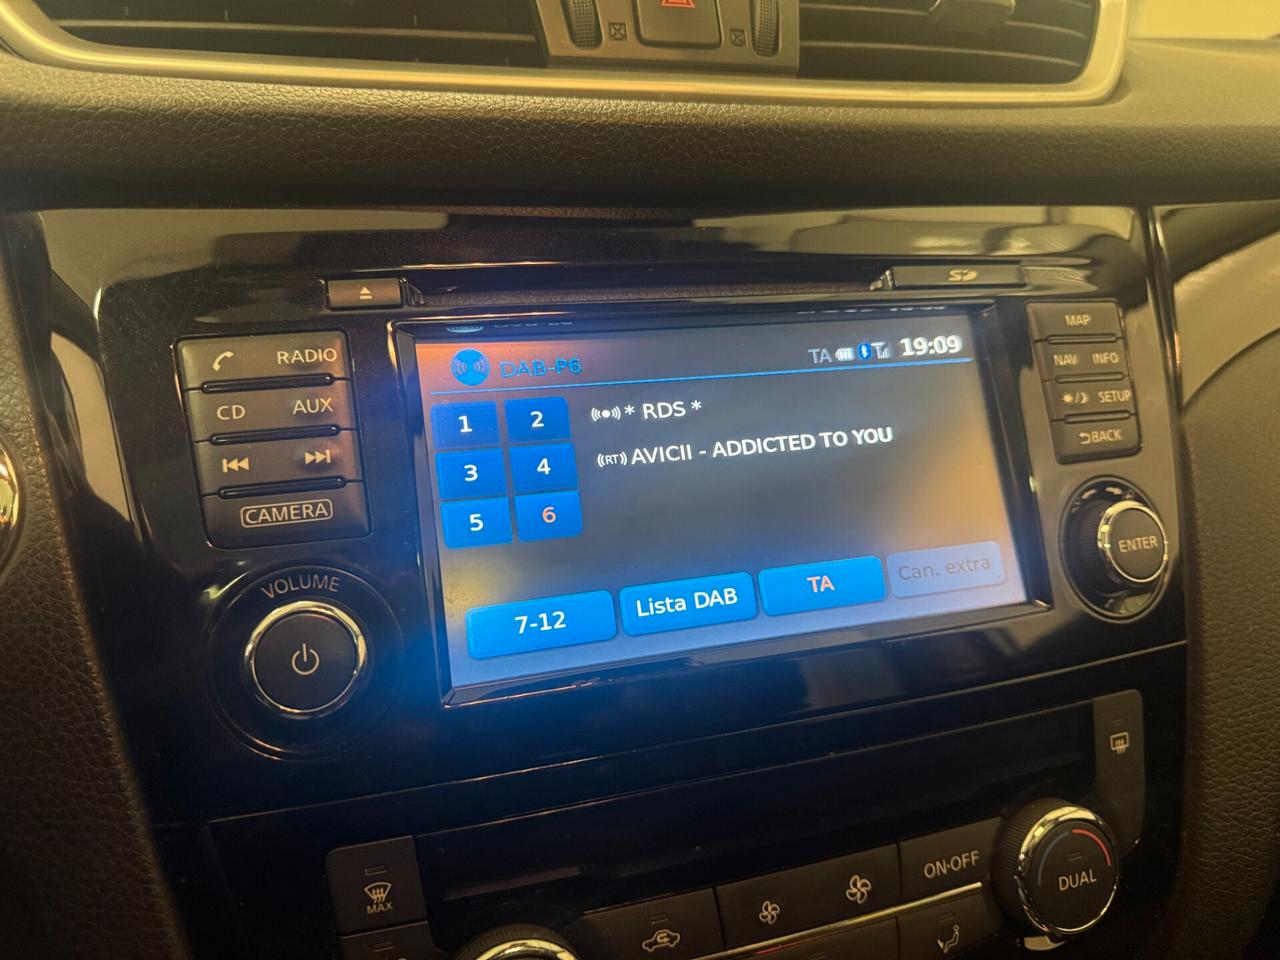 SD
RADIO
CD AUX
CAMERA
VOLUME
DAB-P6
TA
19:09
1 2
3 4
5 6
* RDS *
(RT) AVICII - ADDICTED TO YOU
7-12
Lista DAB
TA
Can. extra
MAP
NAV INFO
SETUP
BACK
ENTER
MAX
ON·OFF
DUAL